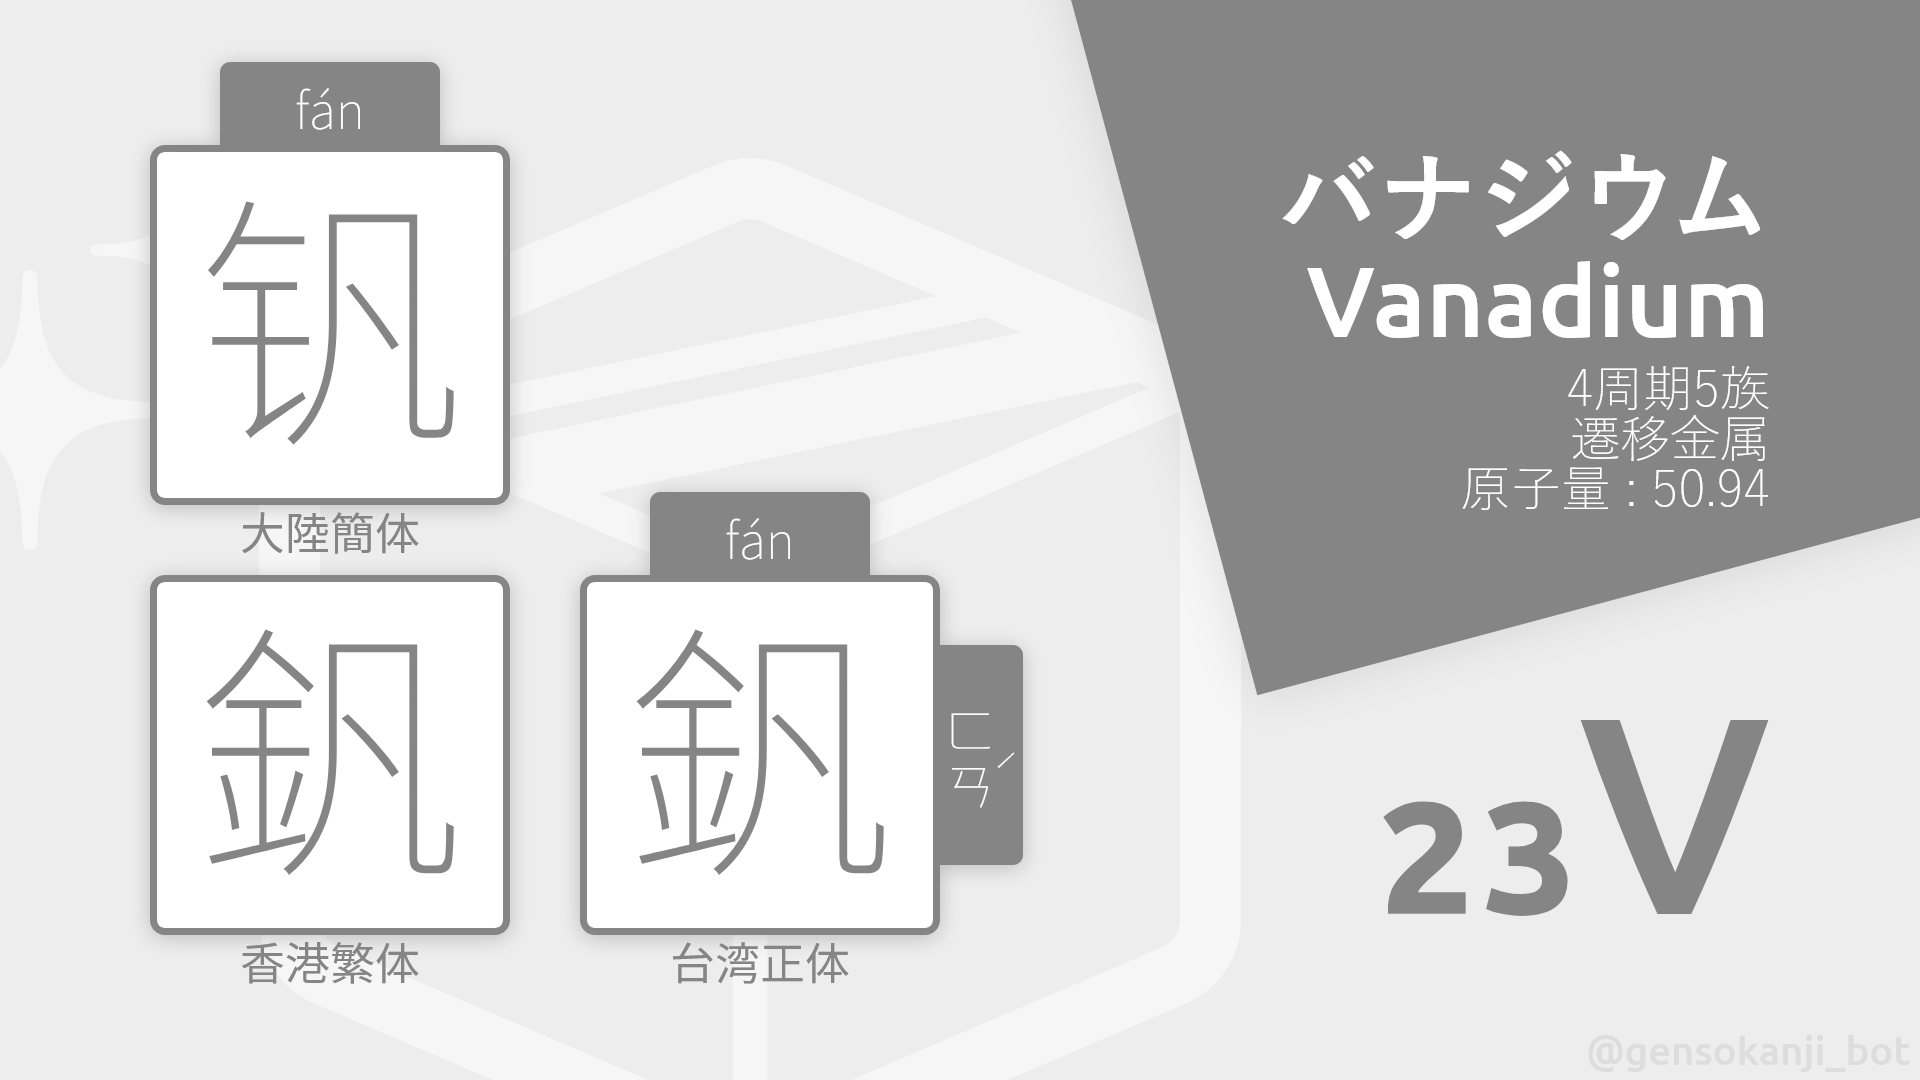 fán
钒
大陸簡体
釩
香港繁体
fán
釩
ㄈㄢˊ
台湾正体
バナジウム
Vanadium
4周期5族
遷移金属
原子量 : 50.94
23V
@gensokanji_bot